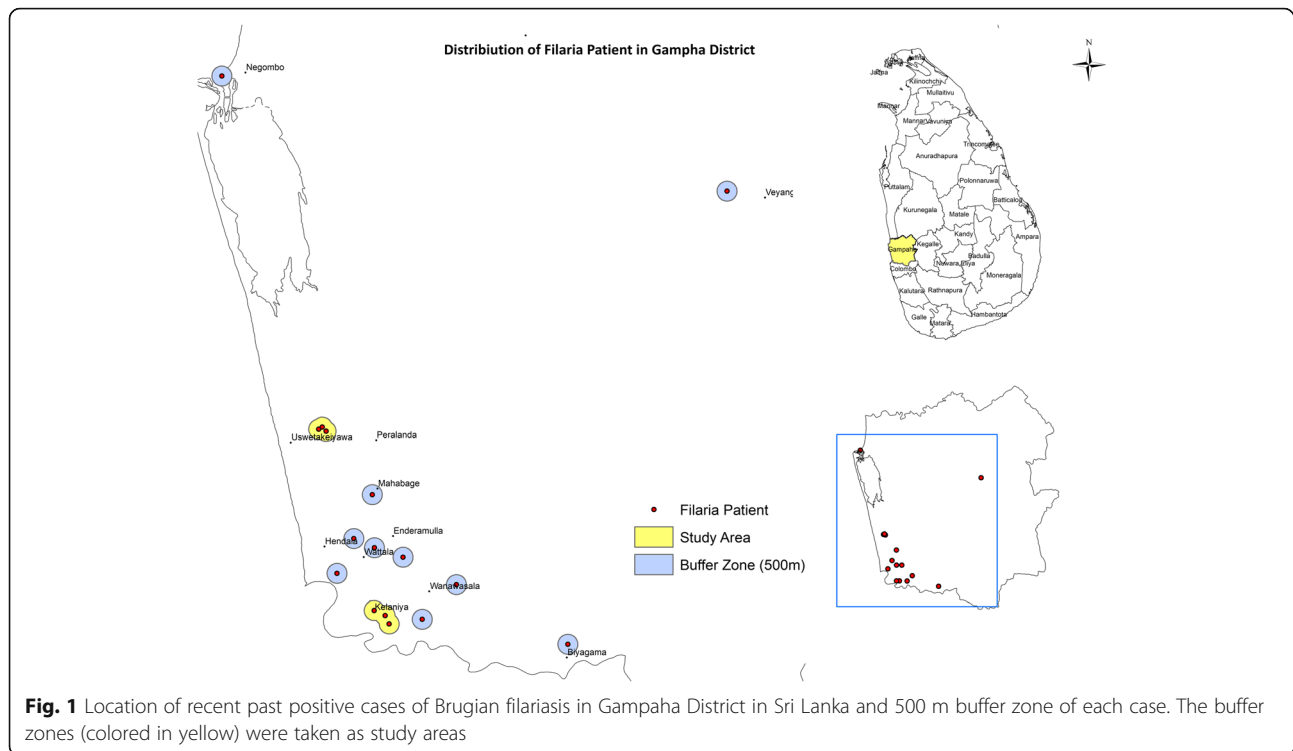 Distribiution of Filaria Patient in Gampha District
N
Negombo
Veyang
Uswetakeiyawa
Peralanda
Mahabage
Enderamulla
Hendala
Wattala
Wanawasala
Kelaniya
Biyagama
Filaria Patient
Study Area
Buffer Zone (500m)
Jaffna
Kilinochchy
Mullaitivu
Mannar
Mannar
Vavuniya
Trincomalee
Anuradhapura
Puttalam
Polonnaruwa
Batticaloa
Kurunegala
Matale
Ampara
Kandy
Kegalle
Gampaha
Badulla
Nuwara Eliya
Colombo
Moneragala
Kalutara
Rathnapura
Hambantota
Galle
Matara
Fig. 1 Location of recent past positive cases of Brugian filariasis in Gampaha District in Sri Lanka and 500 m buffer zone of each case. The buffer
zones (colored in yellow) were taken as study areas